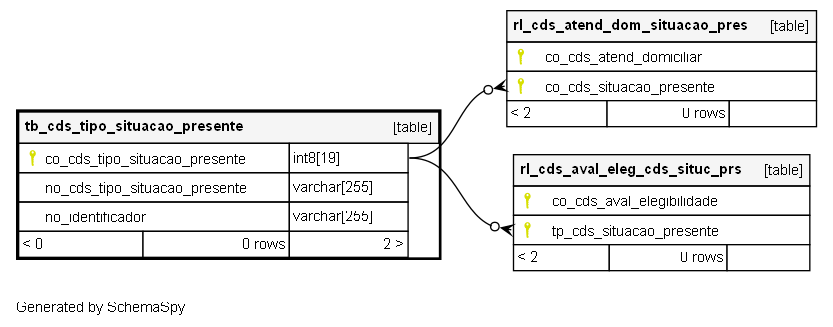 rl_cds_atend_dom_situacao_pres [table]
co_cds_atend_domiciliar
co_cds_situacao_presente
< 2 0 rows
tb_cds_tipo_situacao_presente [table]
co_cds_tipo_situacao_presente int8[19]
no_cds_tipo_situacao_presente varchar[255]
no_identificador varchar[255]
< 0 0 rows 2 >
rl_cds_aval_eleg_cds_situc_prs [table]
co_cds_aval_elegibilidade
tp_cds_situacao_presente
< 2 0 rows
Generated by SchemaSpy